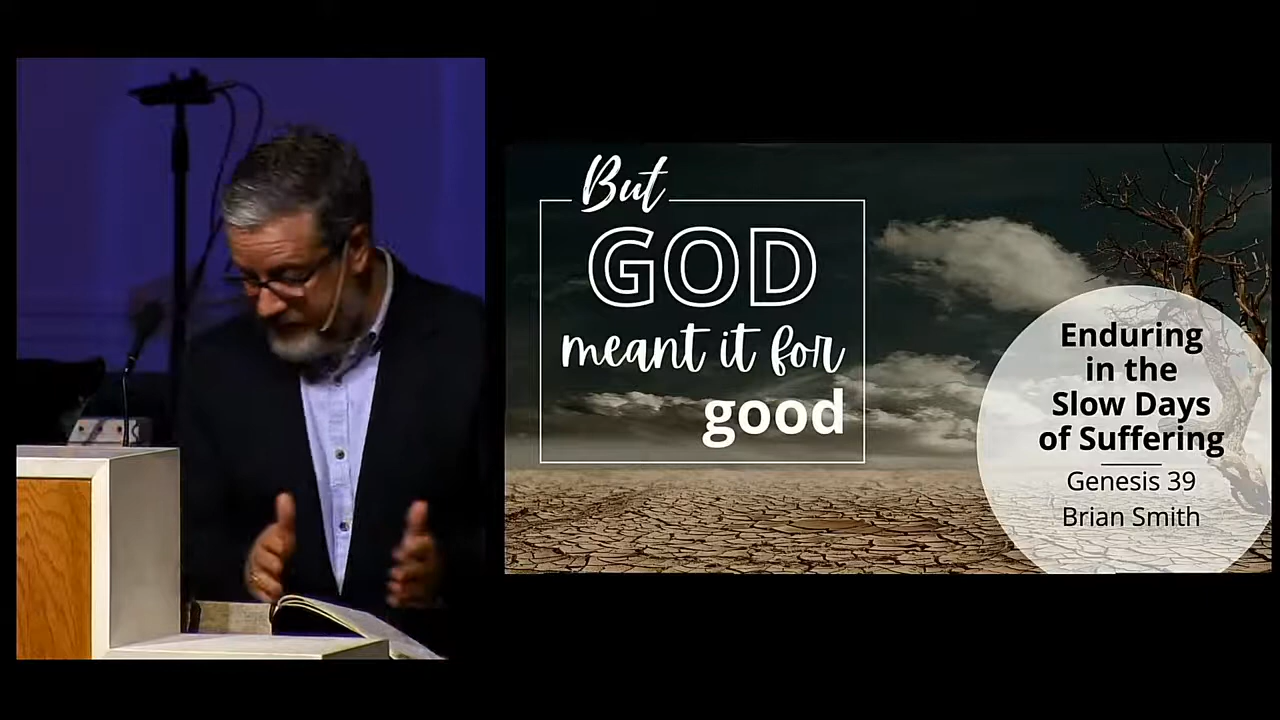 But
GOD
meant it for
good
Enduring
in the
Slow Days
of Suffering
Genesis 39
Brian Smith